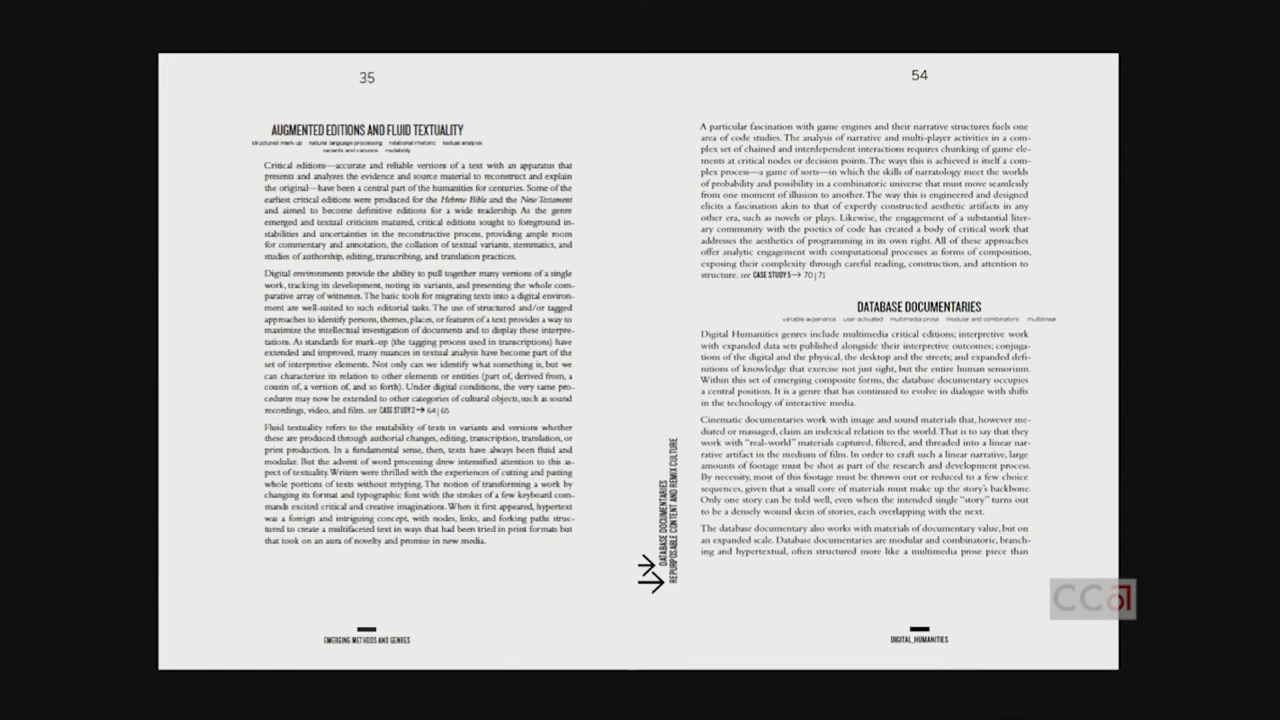 35
AUGMENTED EDITIONS AND FLUID TEXTUALITY
structured mark-up natural language processing relational rhetoric textual analysis
variants and versions mutability
Critical editions—accurate and reliable versions of a text with an apparatus that
presents and analyzes the evidence and source material to reconstruct and explain
the original—have been a central part of the humanities for centuries. Some of the
earliest critical editions were produced for the Hebrew Bible and the New Testament
and aimed to become definitive editions for a wide readership. As the genre
emerged and textual criticism matured, critical editions sought to foreground in-
stabilities and uncertainties in the reconstructive process, providing ample room
for commentary and annotation, the collation of textual variants, stemmatics, and
studies of authorship, editing, transcribing, and translation practices.
Digital environments provide the ability to pull together many versions of a single
work, tracking its development, noting its variants, and presenting the whole com-
parative array of witnesses. The basic tools for migrating texts into a digital environ-
ment are well-suited to such editorial tasks. The use of structured and/or tagged
approaches to identify persons, themes, places, or features of a text provides a way to
maximize the intellectual investigation of documents and to display these interpre-
tations. As standards for mark-up (the tagging process used in transcriptions) have
extended and improved, many nuances in textual analysis have become part of the
set of interpretive elements. Not only can we identify what something is, but we
can characterize its relation to other elements or entities (part of, derived from, a
cousin of, a version of, and so forth). Under digital conditions, the very same pro-
cedures may now be extended to other categories of cultural objects, such as sound
recordings, video, and film. see CASE STUDY 2→ 64|65
Fluid textuality refers to the mutability of texts in variants and versions whether
these are produced through authorial changes, editing, transcription, translation, or
print production. In a fundamental sense, then, texts have always been fluid and
modular. But the advent of word processing drew intensified attention to this as-
pect of textuality. Writers were thrilled with the experiences of cutting and pasting
whole portions of texts without retyping. The notion of transforming a work by
changing its format and typographic font with the strokes of a few keyboard com-
mands excited critical and creative imaginations. When it first appeared, hypertext
was a foreign and intriguing concept, with nodes, links, and forking paths struc-
tured to create a multifaceted text in ways that had been tried in print formats but
that took on an aura of novelty and promise in new media.
EMERGING METHODS AND GENRES
DATABASE DOCUMENTARIES
REPURPOSABLE CONTENT AND REMIX CULTURE
54
A particular fascination with game engines and their narrative structures fuels one
area of code studies. The analysis of narrative and multi-player activities in a com-
plex set of chained and interdependent interactions requires chunking of game ele-
ments at critical nodes or decision points. The ways this is achieved is itself a com-
plex process—a game of sorts—in which the skills of narratology meet the worlds
of probability and possibility in a combinatoric universe that must move seamlessly
from one moment of illusion to another. The way this is engineered and designed
elicits a fascination akin to that of expertly constructed aesthetic artifacts in any
other era, such as novels or plays. Likewise, the engagement of a substantial liter-
ary community with the poetics of code has created a body of critical work that
addresses the aesthetics of programming in its own right. All of these approaches
offer analytic engagement with computational processes as forms of composition,
exposing their complexity through careful reading, construction, and attention to
structure. see CASE STUDY 5→ 70|71
DATABASE DOCUMENTARIES
variable experience user activated multimedia prose modular and combinatoric multilinear
Digital Humanities genres include multimedia critical editions; interpretive work
with expanded data sets published alongside their interpretive outcomes; conjuga-
tions of the digital and the physical, the desktop and the streets; and expanded defi-
nitions of knowledge that exercise not just sight, but the entire human sensorium.
Within this set of emerging composite forms, the database documentary occupies
a central position. It is a genre that has continued to evolve in dialogue with shifts
in the technology of interactive media.
Cinematic documentaries work with image and sound materials that, however me-
diated or massaged, claim an indexical relation to the world. That is to say that they
work with “real-world” materials captured, filtered, and threaded into a linear nar-
rative artifact in the medium of film. In order to craft such a linear narrative, large
amounts of footage must be shot as part of the research and development process.
By necessity, most of this footage must be thrown out or reduced to a few choice
sequences, given that a small core of materials must make up the story’s backbone.
Only one story can be told well, even when the intended single “story” turns out
to be a densely wound skein of stories, each overlapping with the next.
The database documentary also works with materials of documentary value, but on
an expanded scale. Database documentaries are modular and combinatoric, branch-
ing and hypertextual, often structured more like a multimedia prose piece than
DIGITAL_HUMANITIES
CCA